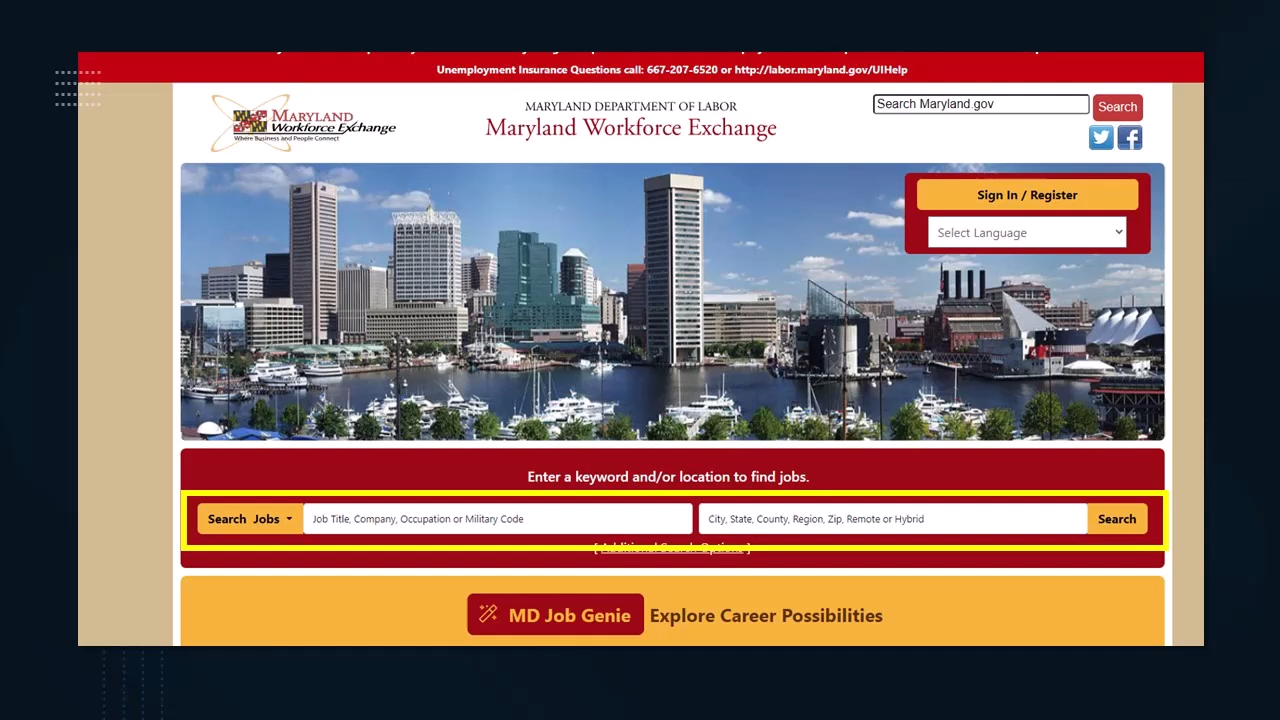 Unemployment Insurance Questions call: 667-207-6520 or http://labor.maryland.gov/UIHelp
MARYLAND
Workforce Exchange
Where Business and People Connect
MARYLAND DEPARTMENT OF LABOR
Maryland Workforce Exchange
Search Maryland.gov
Search
Sign In / Register
Select Language
Enter a keyword and/or location to find jobs.
Search Jobs
Job Title, Company, Occupation or Military Code
City, State, County, Region, Zip, Remote or Hybrid
Search
[ Additional Search Options ]
MD Job Genie
Explore Career Possibilities